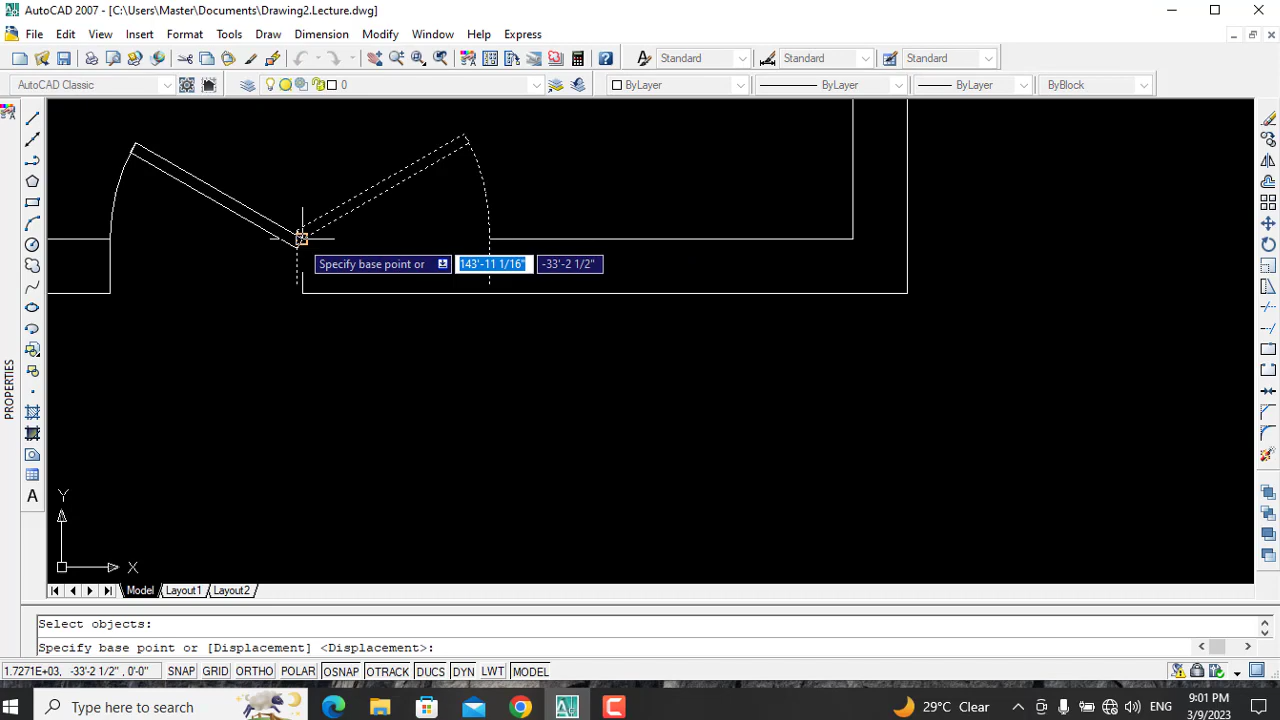 AutoCAD 2007 - [C:\Users\Master\Documents\Drawing2.Lecture.dwg]
File Edit View Insert Format Tools Draw Dimension Modify Window Help Express
Standard Standard Standard
AutoCAD Classic 0 ByLayer ByLayer ByLayer ByBlock
Specify base point or 143'-11 1/16" -33'-2 1/2"
PROPERTIES
A
Y
X
Model Layout1 Layout2
Select objects:
Specify base point or [Displacement] <Displacement>:
1.7271E+03, -33'-2 1/2", 0'-0" SNAP GRID ORTHO POLAR OSNAP OTRACK DUCS DYN LWT MODEL
Type here to search
29°C Clear
ENG
9:01 PM
3/9/2023